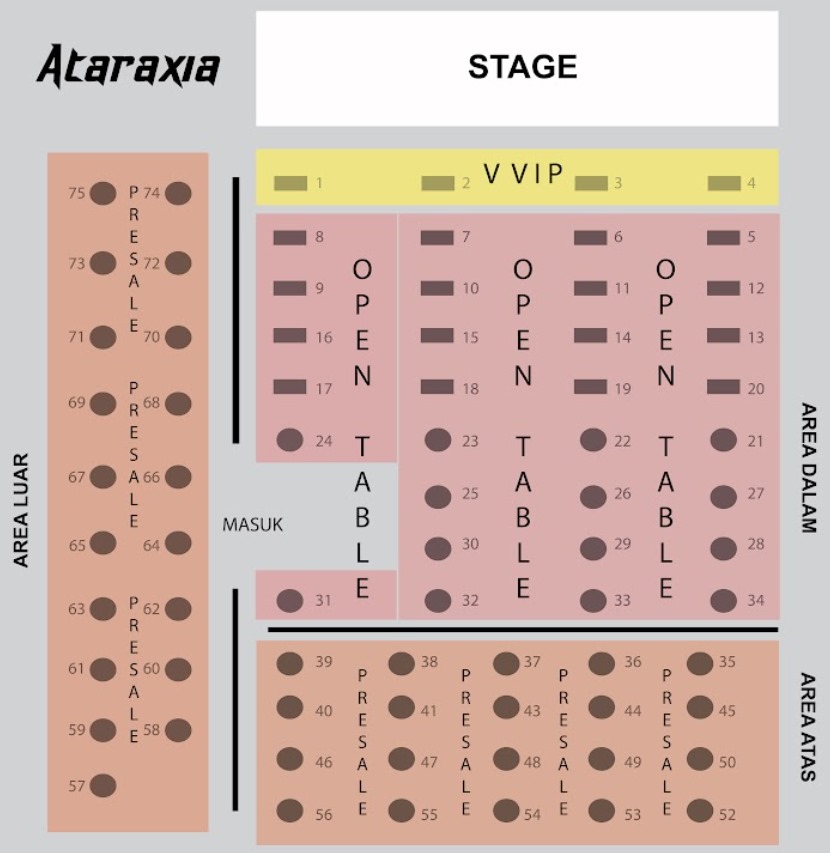 Ataraxia
STAGE
V VIP
1 2 3 4
8 7 6 5
9 10 11 12
16 15 14 13
17 18 19 20
24 23 22 21
25 26 27
30 29 28
31 32 33 34
OPEN TABLE
OPEN TABLE
OPEN TABLE
MASUK
AREA DALAM
75 74
73 72
71 70
69 68
67 66
65 64
63 62
61 60
59 58
57
PRESALE
PRESALE
PRESALE
AREA LUAR
39 38 37 36 35
40 41 43 44 45
46 47 48 49 50
56 55 54 53 52
PRESALE
PRESALE
PRESALE
PRESALE
AREA ATAS